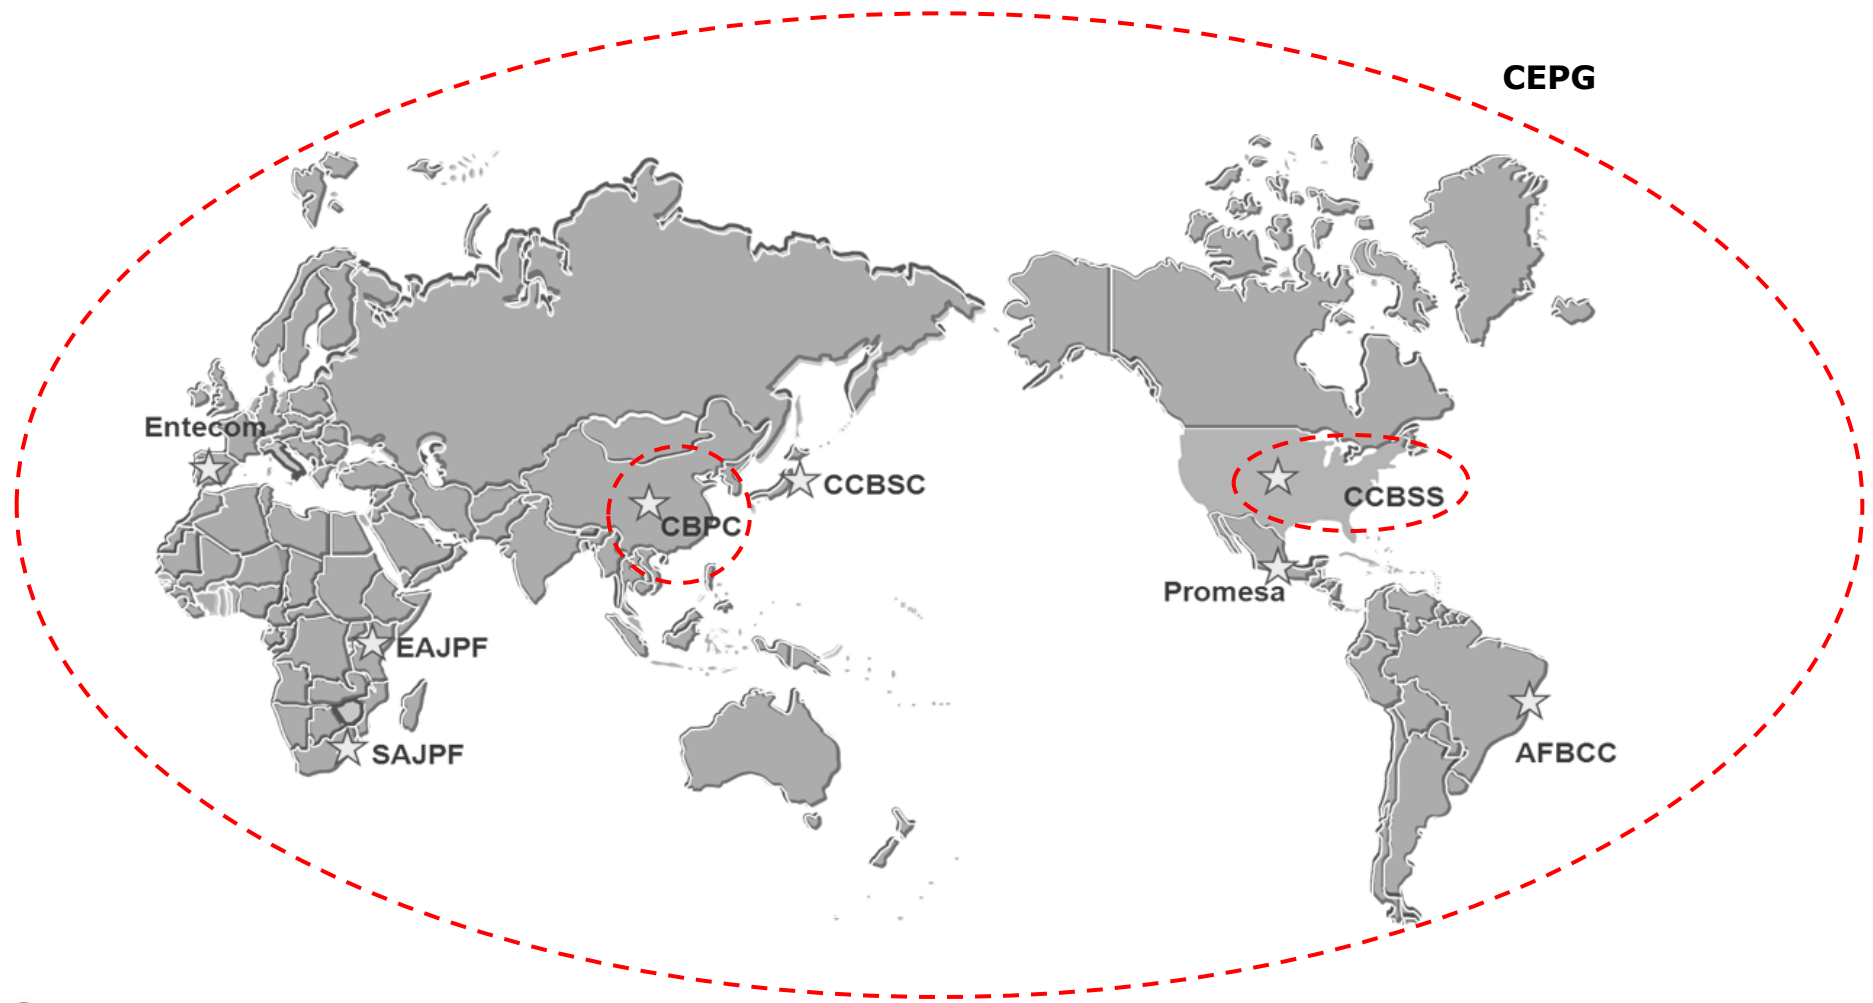 CEPG
Entecom
CCBSC
CCBSS
CBPC
Promesa
EAJPF
SAJPF
AFBCC